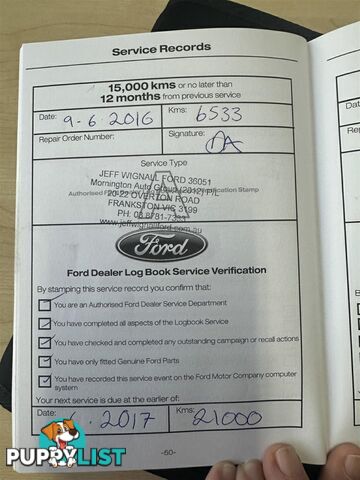 Service Records
15,000 kms or no later than
12 months from previous service
Date: 9-6-2016 Kms: 6533
Repair Order Number: Signature:
Service Type
JEFF WIGNALL FORD 36051
Mornington Auto Group (2012) P/L
20-22 OVERTON ROAD
FRANKSTON VIC 3199
PH: 03 8781-7333
www.jeffwignallford.com.au
Ford
Ford Dealer Log Book Service Verification
By stamping this service record you confirm that:
You are an Authorised Ford Dealer Service Department
You have completed all aspects of the Logbook Service
You have checked and completed any outstanding campaign or recall actions
You have only fitted Genuine Ford Parts
You have recorded this service event on the Ford Motor Company computer
system
Your next service is due at the earlier of:
Date: 2017 Kms: 21000
PUPPYLIST
-60-